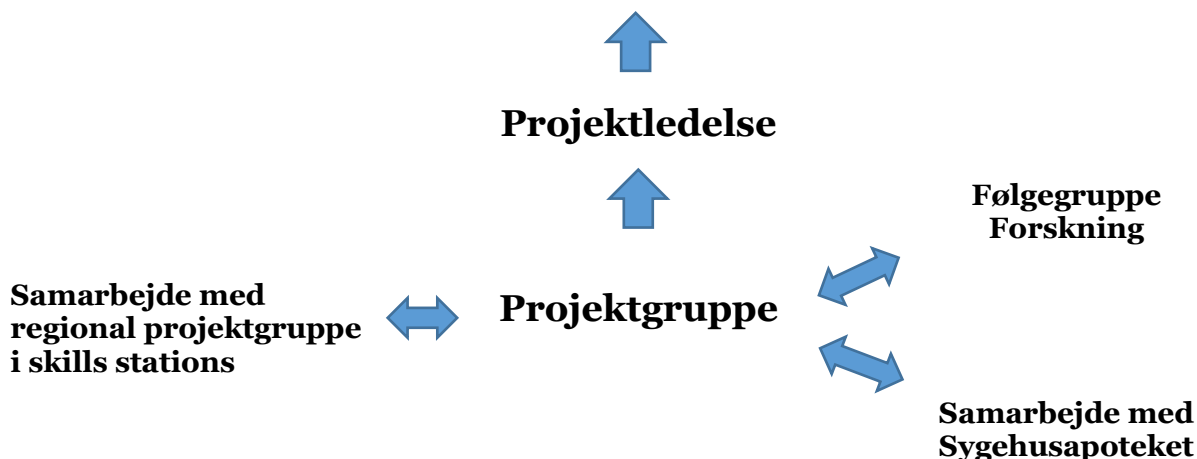 Projektledelse
Følgegruppe
Forskning
Samarbejde med
regional projektgruppe
i skills stations
Projektgruppe
Samarbejde med
Sygehusapoteket